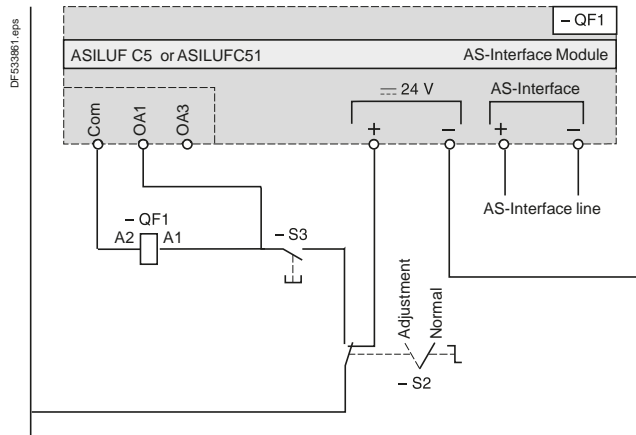 DF533861.eps
– QF1
ASILUF C5 or ASILUFC51 AS-Interface Module
Com
OA1
OA3
24 V
AS-Interface
+ – + –
AS-Interface line
– QF1
A2 A1
– S3
Adjustment
Normal
– S2